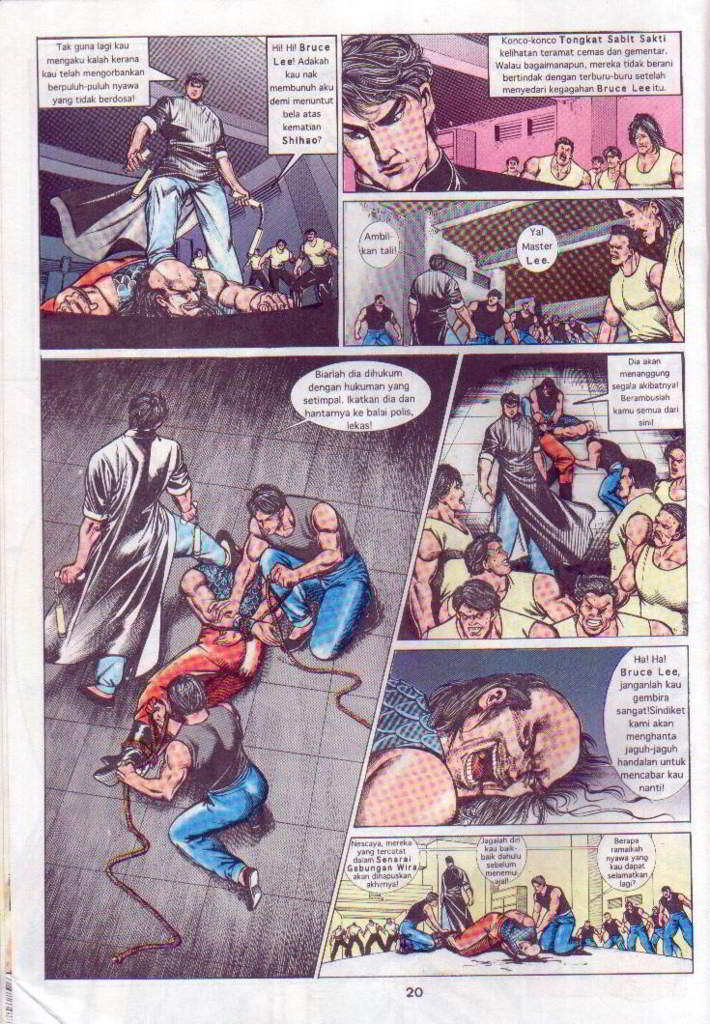 Tak guna lagi kau
mengaku kalah kerana
kau telah mengorbankan
berpuluh-puluh nyawa
yang tidak berdosa!
Hi! Hi! Bruce
Lee! Adakah
kau nak
membunuh aku
demi menuntut
bela atas
kematian
Shihao?
Konco-konco Tongkat Sabit Sakti
kelihatan teramat cemas dan gementar.
Walau bagaimanapun, mereka tidak berani
bertindak dengan terburu-buru setelah
menyedari kegagahan Bruce Lee itu.
Ambil-
kan tali!
Ya!
Master
Lee.
Biarlah dia dihukum
dengan hukuman yang
setimpal. Ikatkan dia dan
hantarnya ke balai polis,
lekas!
Dia akan
menanggung
segala akibatnya!
Berambuslah
kamu semua dari
sini!
Ha! Ha!
Bruce Lee,
janganlah kau
gembira
sangat!Sindiket
kami akan
menghanta
jaguh-jaguh
handalan untuk
mencabar kau
nanti!
Nescaya, mereka
yang tercatat
dalam Senarai
Gabungan Wira
akan dihapuskan
akhirnya!
Jagalah diri
kau baik-
baik dahulu
sebelum
menemu
ajal!
Berapa
ramaikah
nyawa yang
kau dapat
selamatkan
lagi?
20